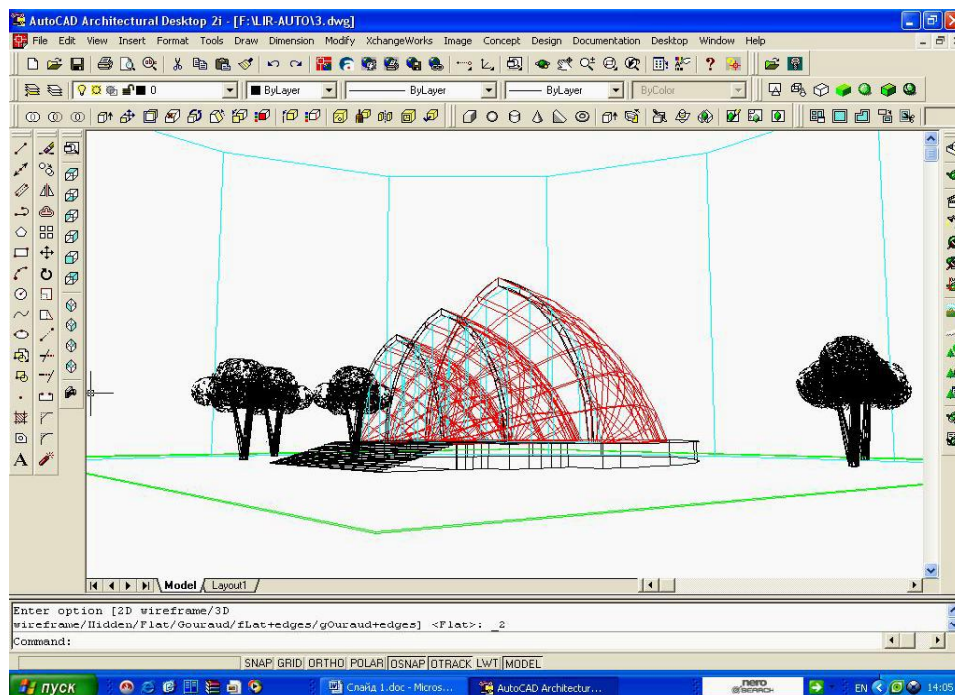 AutoCAD Architectural Desktop 2i - [F:\LIR-AUTO\3.dwg]
File Edit View Insert Format Tools Draw Dimension Modify XchangeWorks Image Concept Design Documentation Desktop Window Help
0 ByLayer ByLayer ByLayer ByColor
A
Model Layout1
Enter option [2D wireframe/3D
wireframe/Hidden/Flat/Gouraud/fLat+edges/gOuraud+edges] <Flat>: _2
Command:
SNAP GRID ORTHO POLAR OSNAP OTRACK LWT MODEL
пуск Слайд 1.doc - Micros... AutoCAD Architectur... nero SEARCH EN 14:05